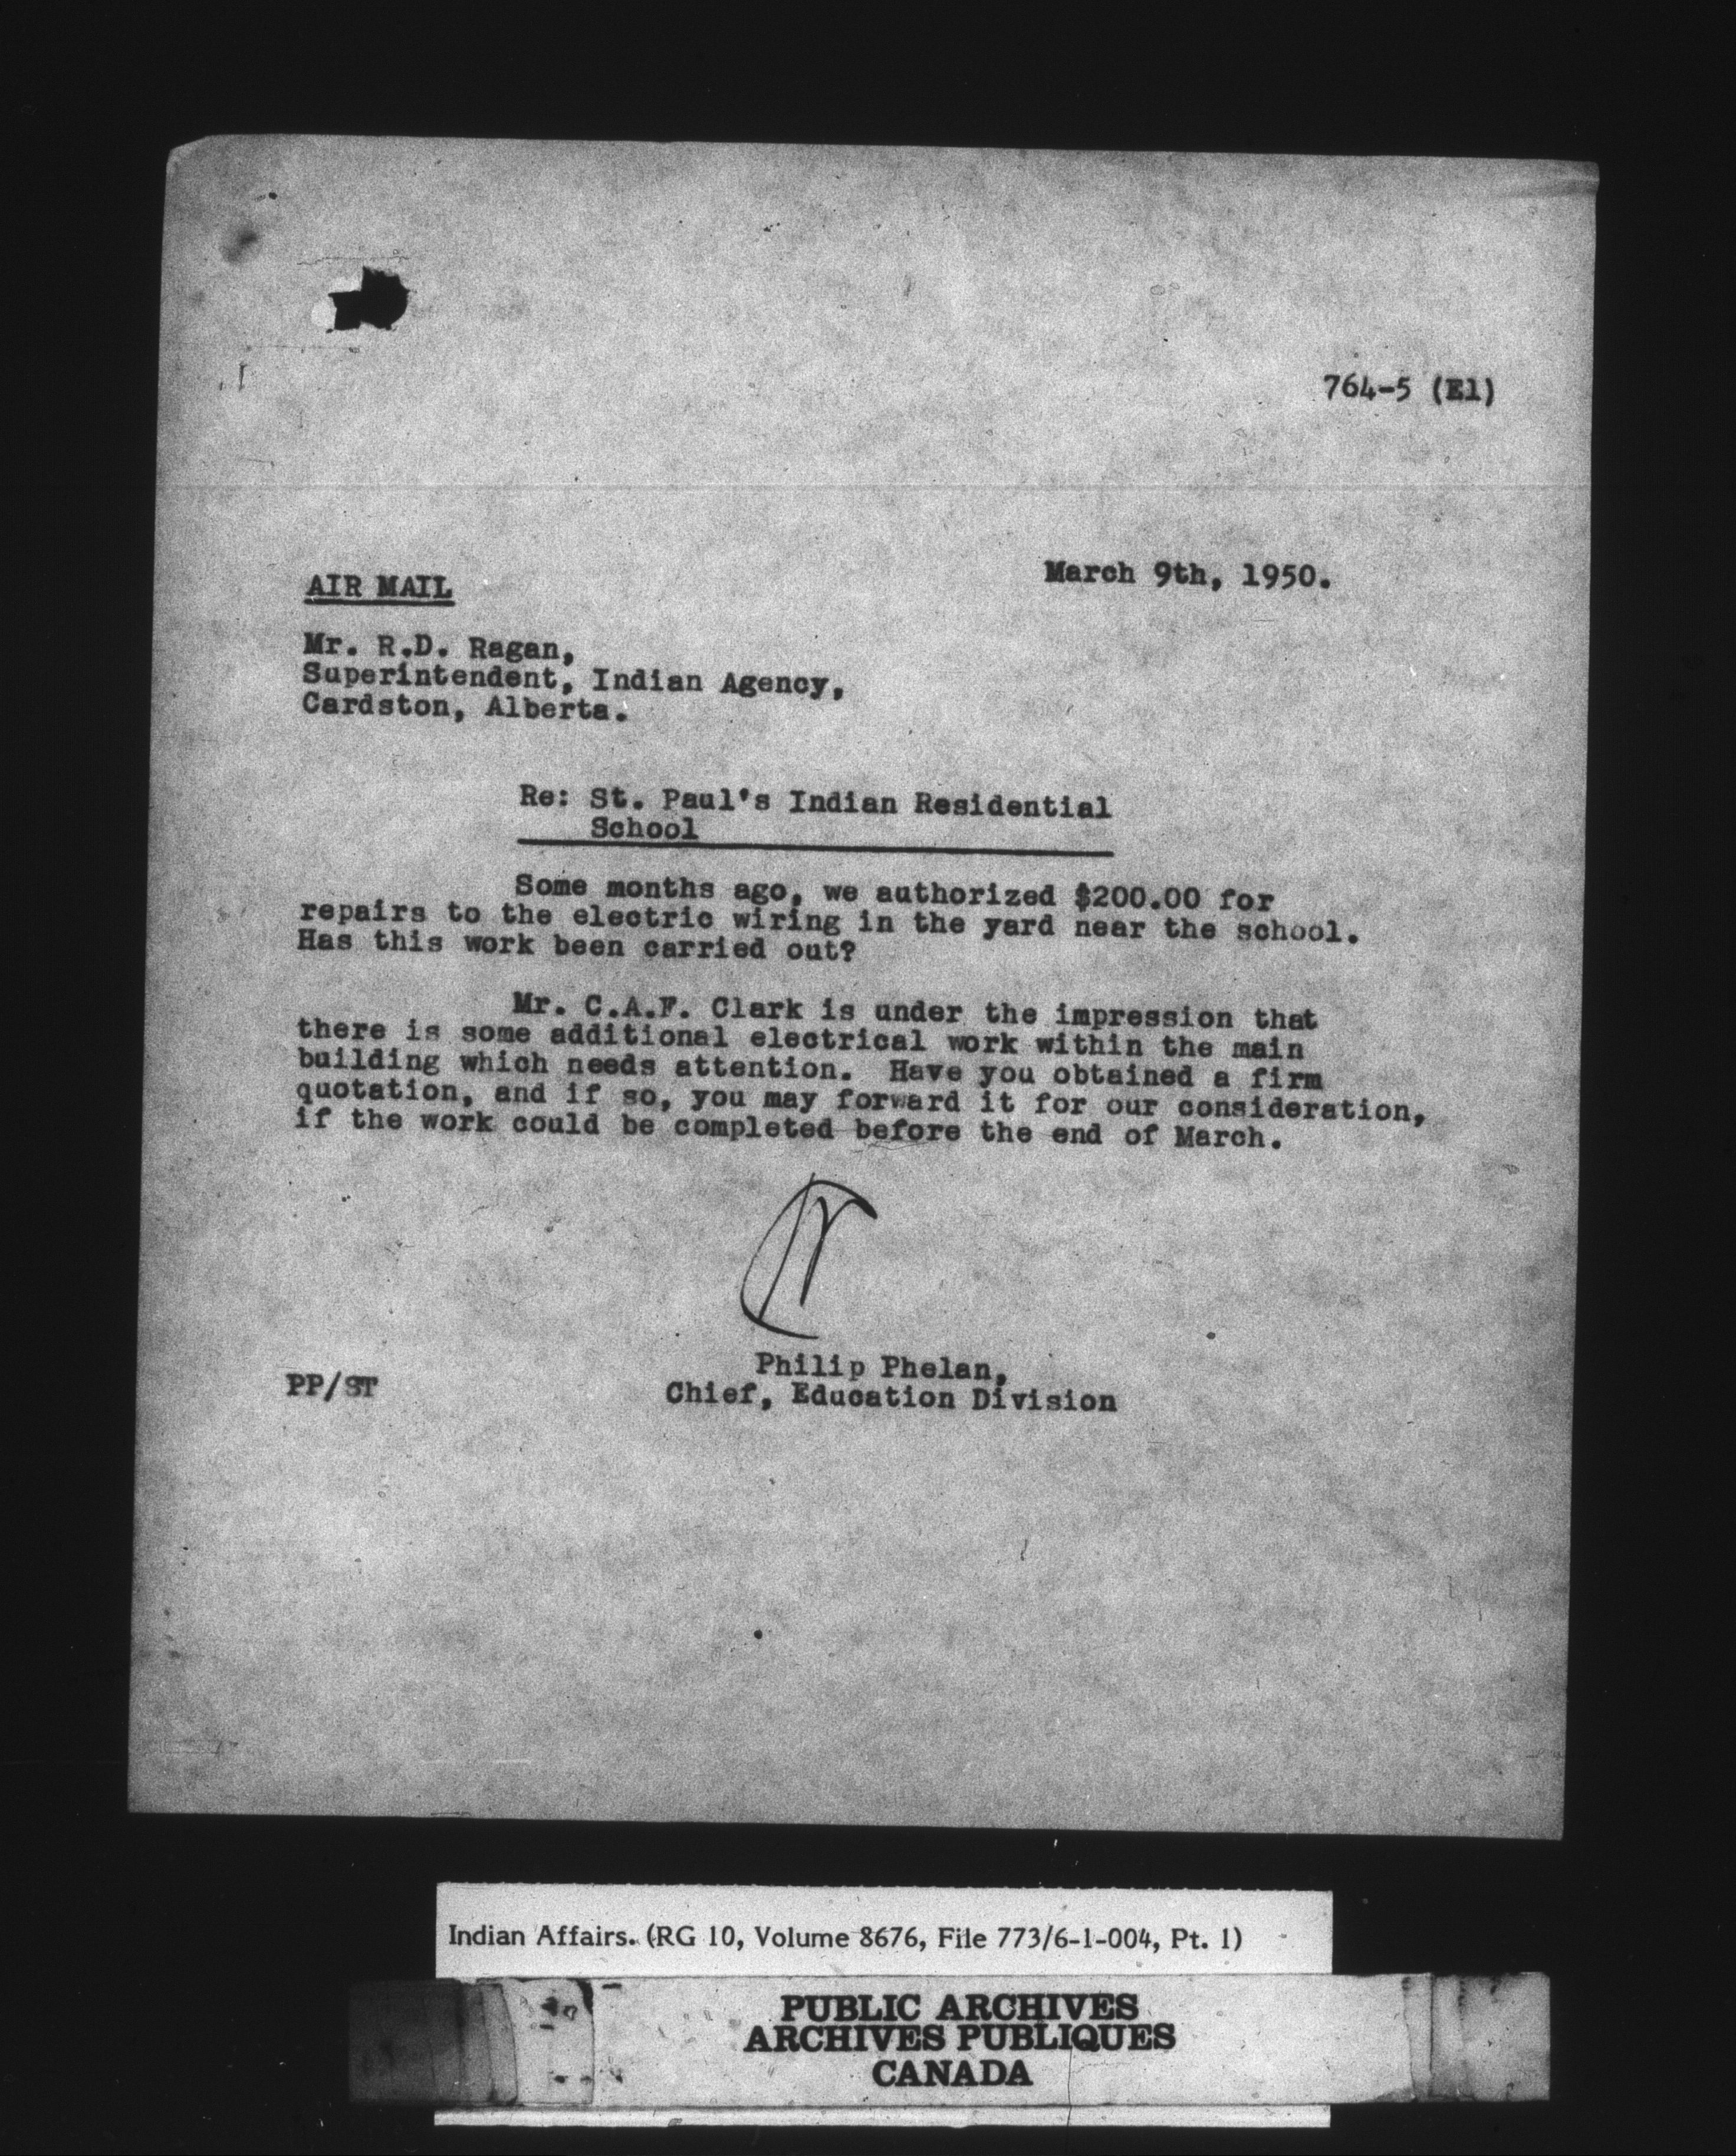 764-5 (E1)
March 9th, 1950.
AIR MAIL
Mr. R.D. Ragan,
Superintendent, Indian Agency,
Cardston, Alberta.
Re: St. Paul's Indian Residential
School
Some months ago, we authorized $200.00 for
repairs to the electric wiring in the yard near the school.
Has this work been carried out?
Mr. C.A.F. Clark is under the impression that
there is some additional electrical work within the main
building which needs attention. Have you obtained a firm
quotation, and if so, you may forward it for our consideration,
if the work could be completed before the end of March.
PP
Philip Phelan,
Chief, Education Division
PP/ST
Indian Affairs. (RG 10, Volume 8676, File 773/6-1-004, Pt. 1)
PUBLIC ARCHIVES
ARCHIVES PUBLIQUES
CANADA